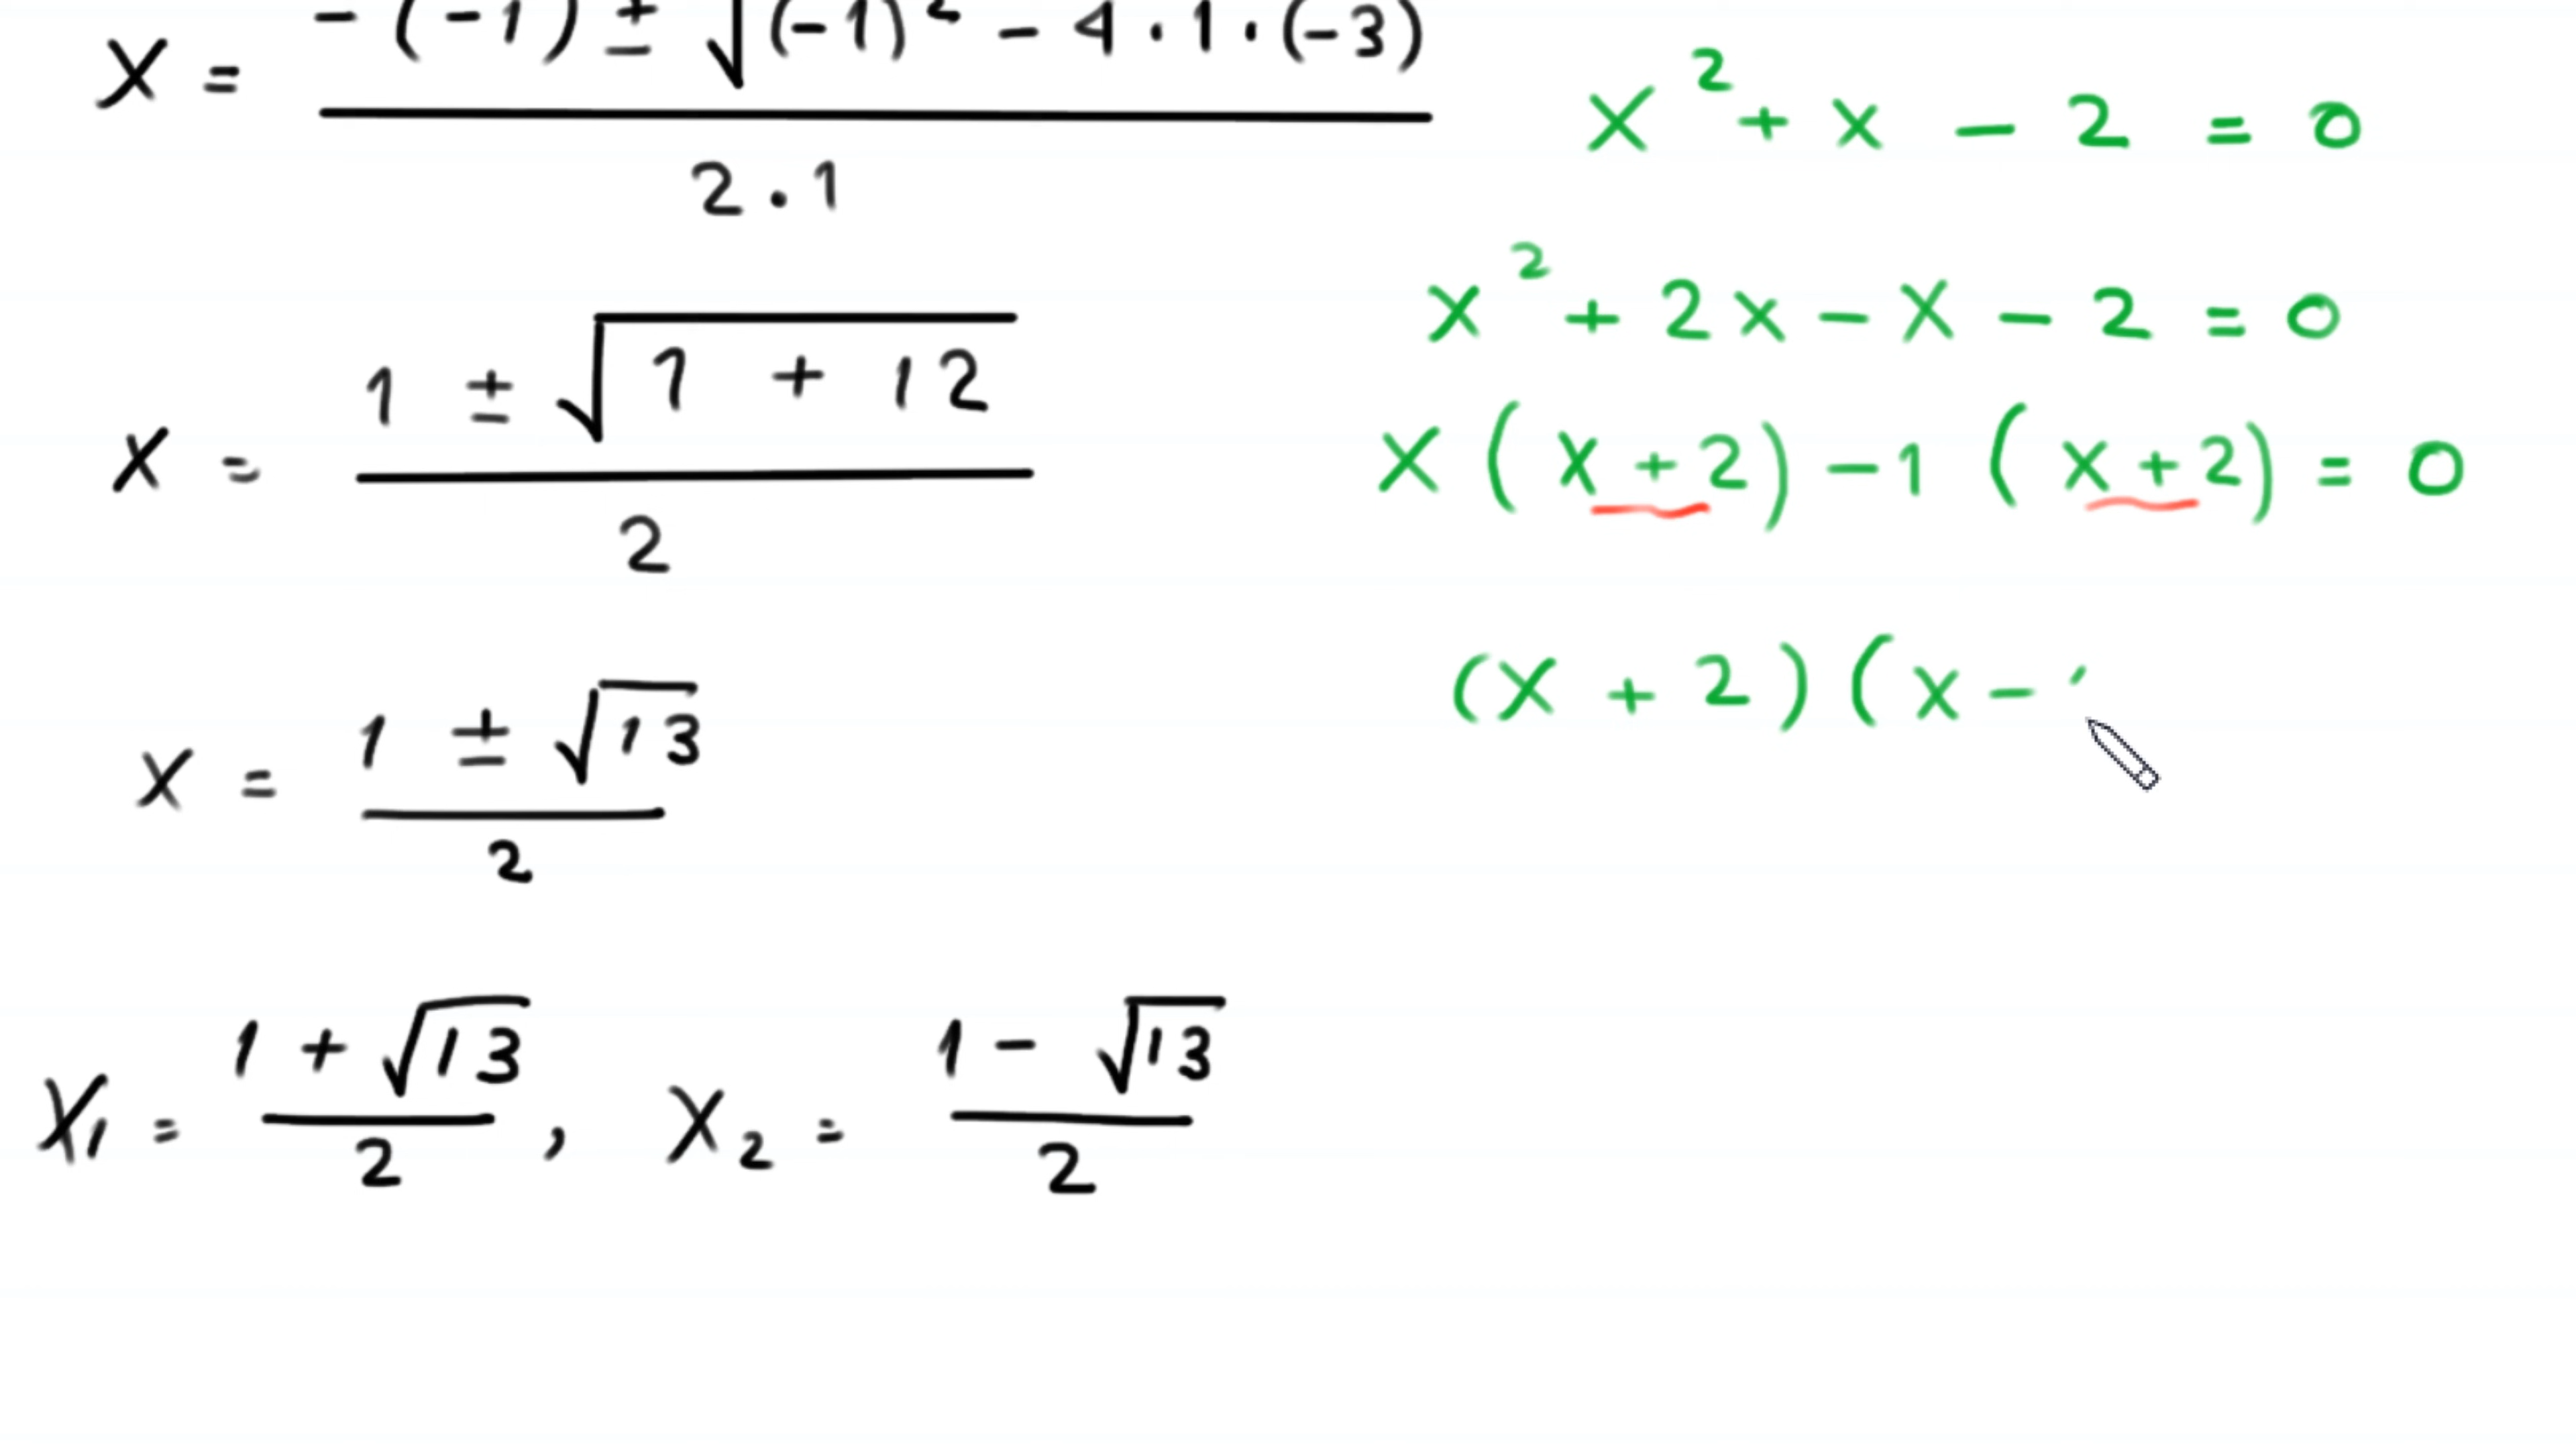 x = (-(-1) ± √((-1)² - 4 · 1 · (-3))) / (2 · 1)
x = (1 ± √(1 + 12)) / 2
x = (1 ± √13) / 2
x₁ = (1 + √13) / 2 , x₂ = (1 - √13) / 2
x² + x - 2 = 0
x² + 2x - x - 2 = 0
x (x + 2) - 1 (x + 2) = 0
(x + 2) (x -